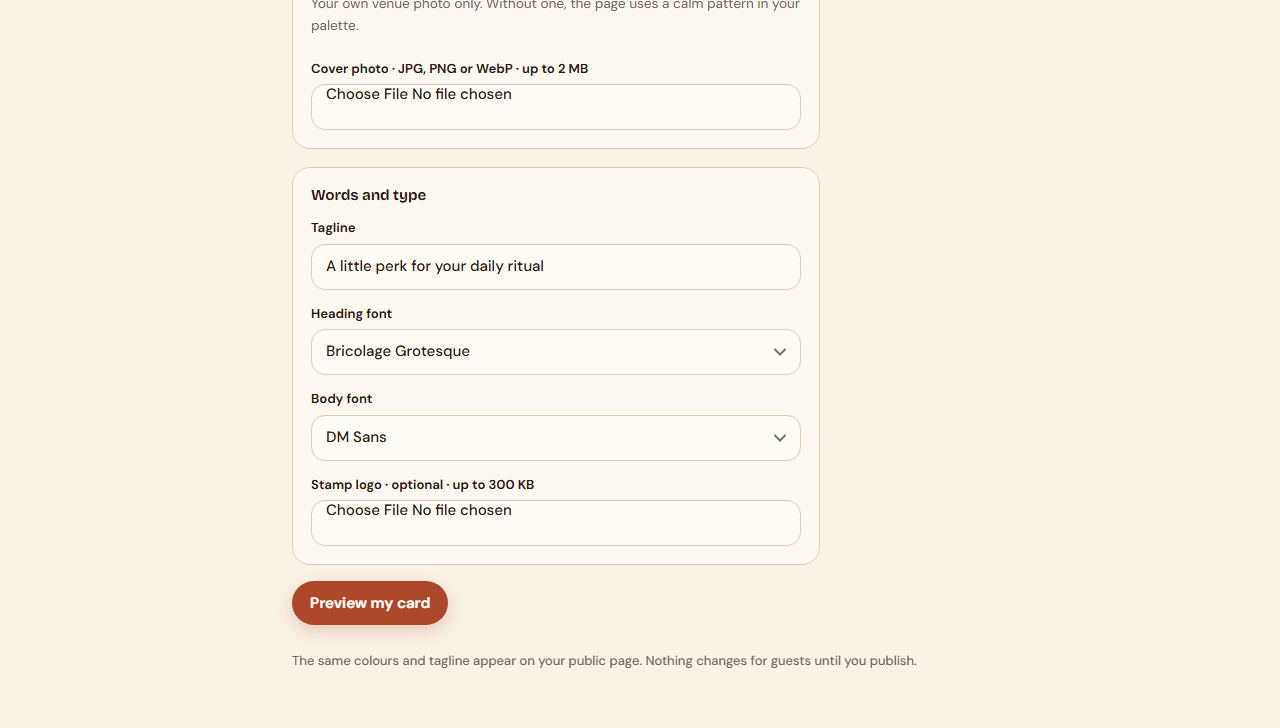 Your own venue photo only. Without one, the page uses a calm pattern in your
palette.
Cover photo · JPG, PNG or WebP · up to 2 MB
Choose File No file chosen
Words and type
Tagline
A little perk for your daily ritual
Heading font
Bricolage Grotesque
Body font
DM Sans
Stamp logo · optional · up to 300 KB
Choose File No file chosen
Preview my card
The same colours and tagline appear on your public page. Nothing changes for guests until you publish.